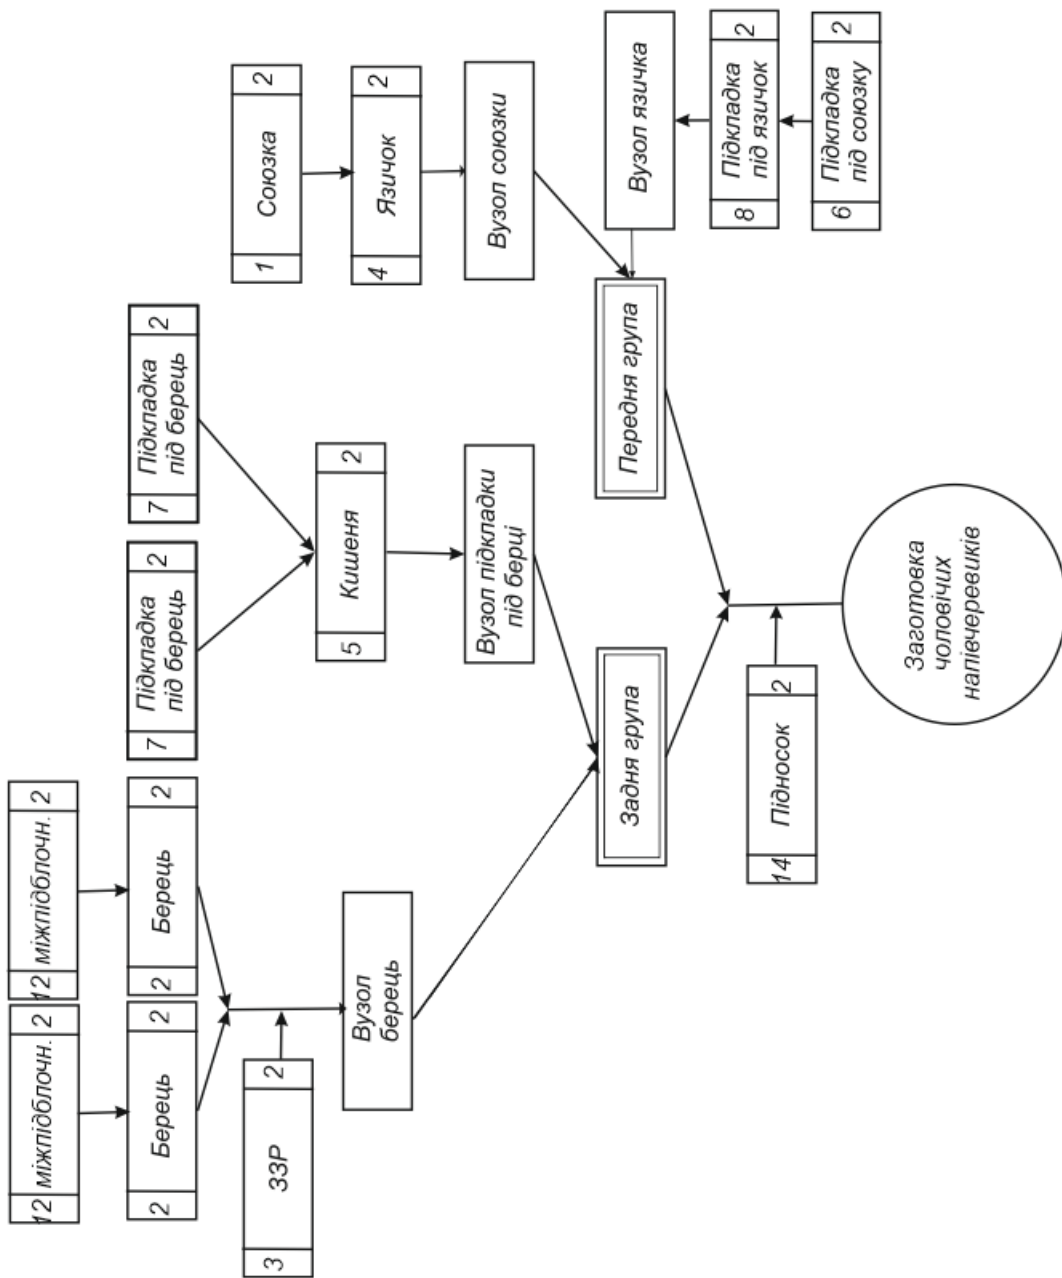 12 міжпідблочн. 2
12 міжпідблочн. 2
2 Берець 2
2 Берець 2
7 Підкладка 2
під берець
7 Підкладка 2
під берець
3 ЗЗР 2
1 Союзка 2
Вузол
берець
5 Кишеня 2
4 Язичок 2
Вузол підкладки
під берці
Вузол союзки
Задня група
Передня група
Вузол язичка
14 Підносок 2
8 Підкладка 2
під язичок
6 Підкладка 2
під союзку
Заготовка
чоловічих
напівчеревиків